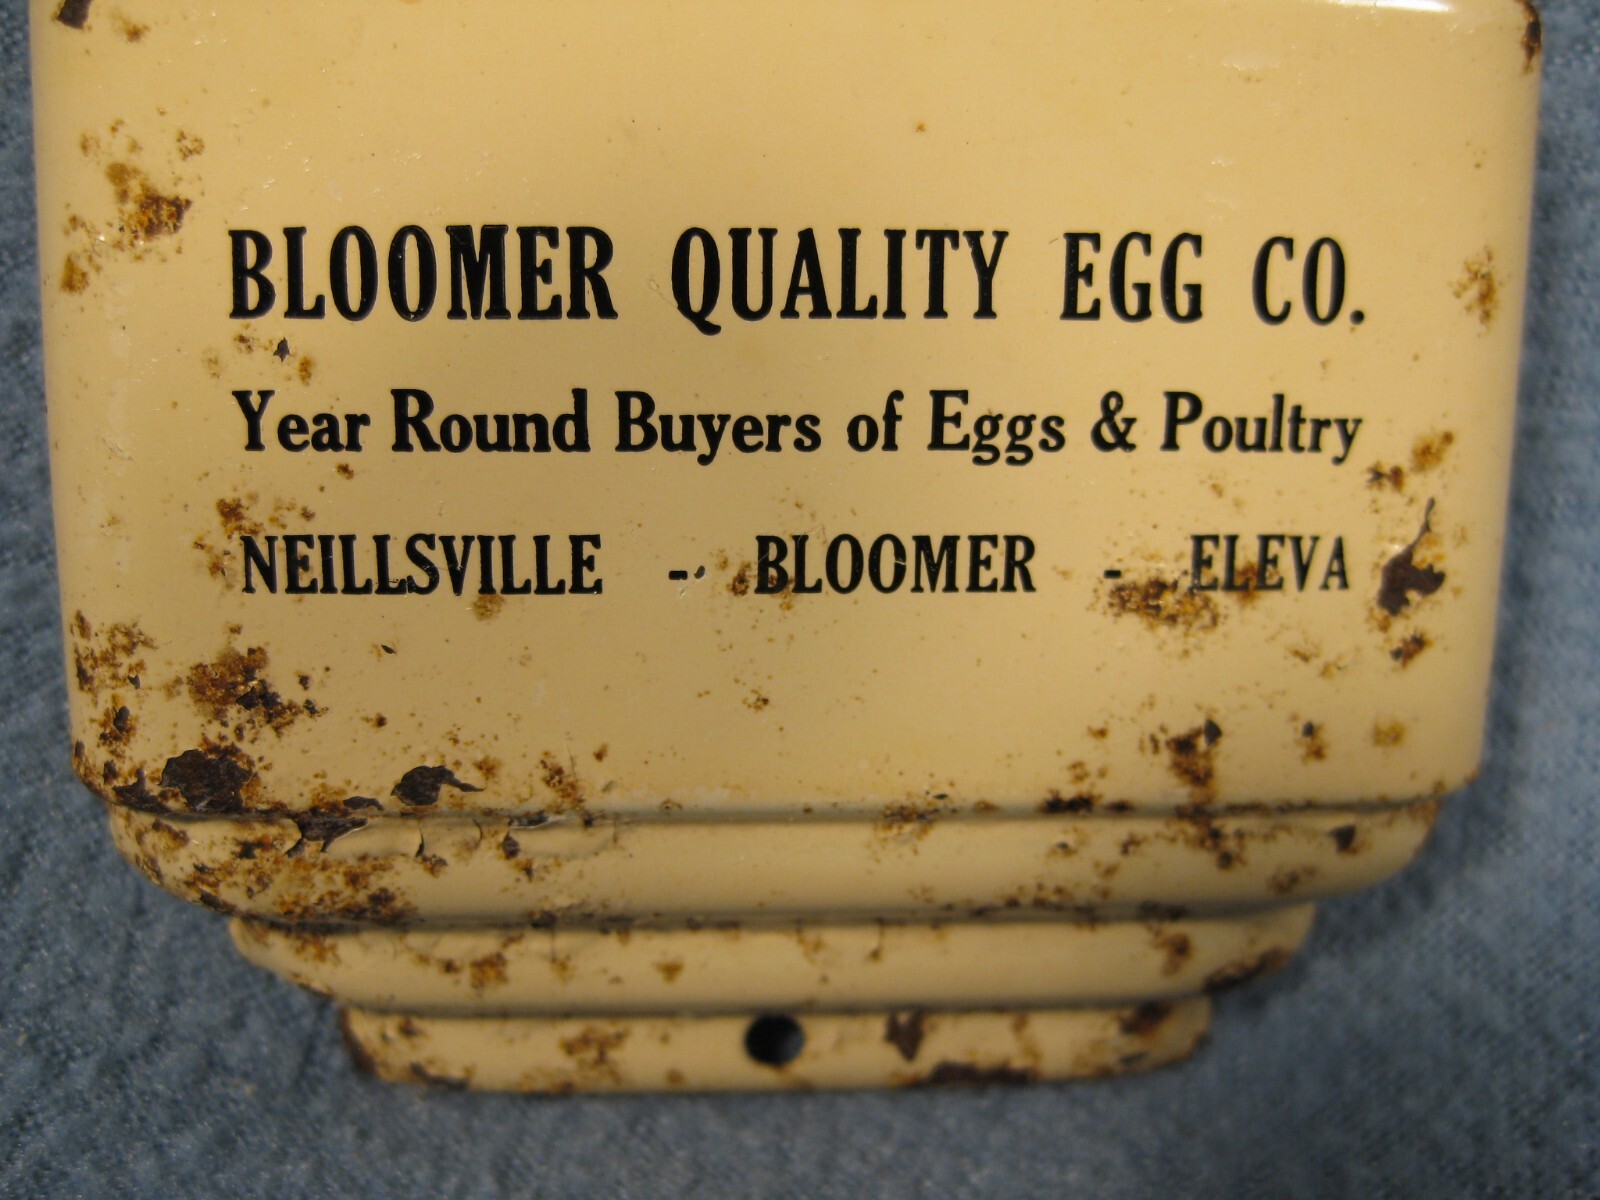 BLOOMER QUALITY EGG CO.
Year Round Buyers of Eggs & Poultry
NEILLSVILLE - BLOOMER - ELEVA